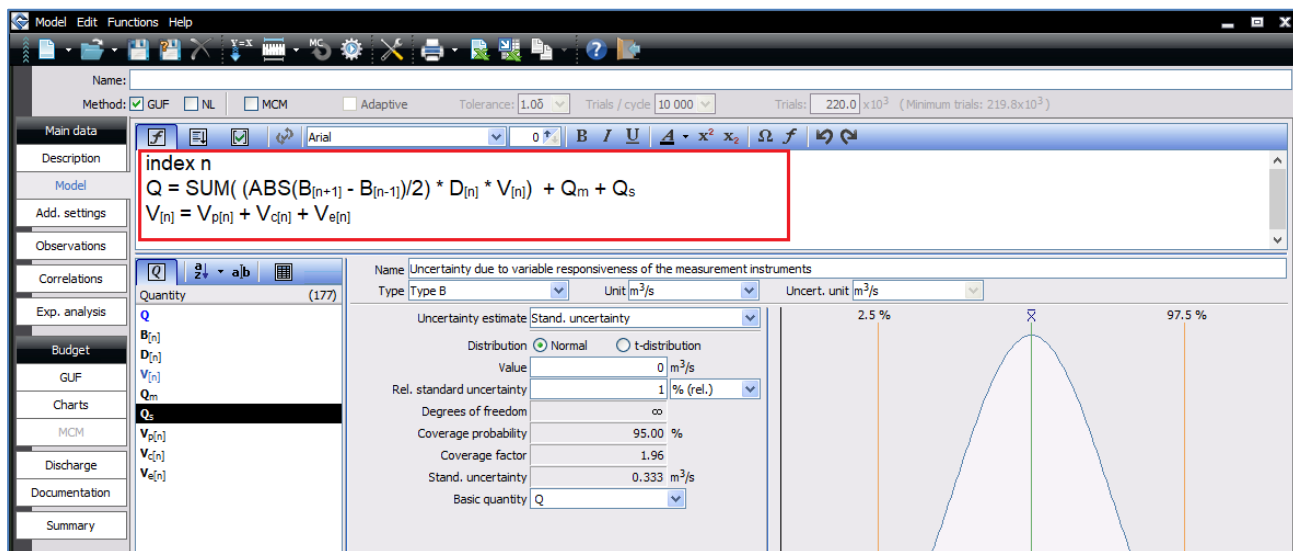 Model Edit Functions Help
Y=X MC
Name:
Method: GUF NL MCM Adaptive Tolerance: 1.0δ Trials / cycle 10 000 Trials: 220.0 x10³ (Minimum trials: 219.8x10³)
Main data
Description
Model
Add. settings
Observations
Correlations
Exp. analysis
Budget
GUF
Charts
MCM
Discharge
Documentation
Summary
f Arial 0 B I U A x² x₂ Ω f
index n
Q = SUM( (ABS(B[n+1] - B[n-1])/2) * D[n] * V[n]) + Qm + Qs
V[n] = Vp[n] + Vc[n] + Ve[n]
Q a z a|b
Quantity (177)
Q
B[n]
D[n]
V[n]
Qm
Qs
Vp[n]
Vc[n]
Ve[n]
Name Uncertainty due to variable responsiveness of the measurement instruments
Type Type B Unit m³/s Uncert. unit m³/s
Uncertainty estimate Stand. uncertainty
Distribution Normal t-distribution
Value 0 m³/s
Rel. standard uncertainty 1 % (rel.)
Degrees of freedom ∞
Coverage probability 95.00 %
Coverage factor 1.96
Stand. uncertainty 0.333 m³/s
Basic quantity Q
2.5 % x̄ 97.5 %